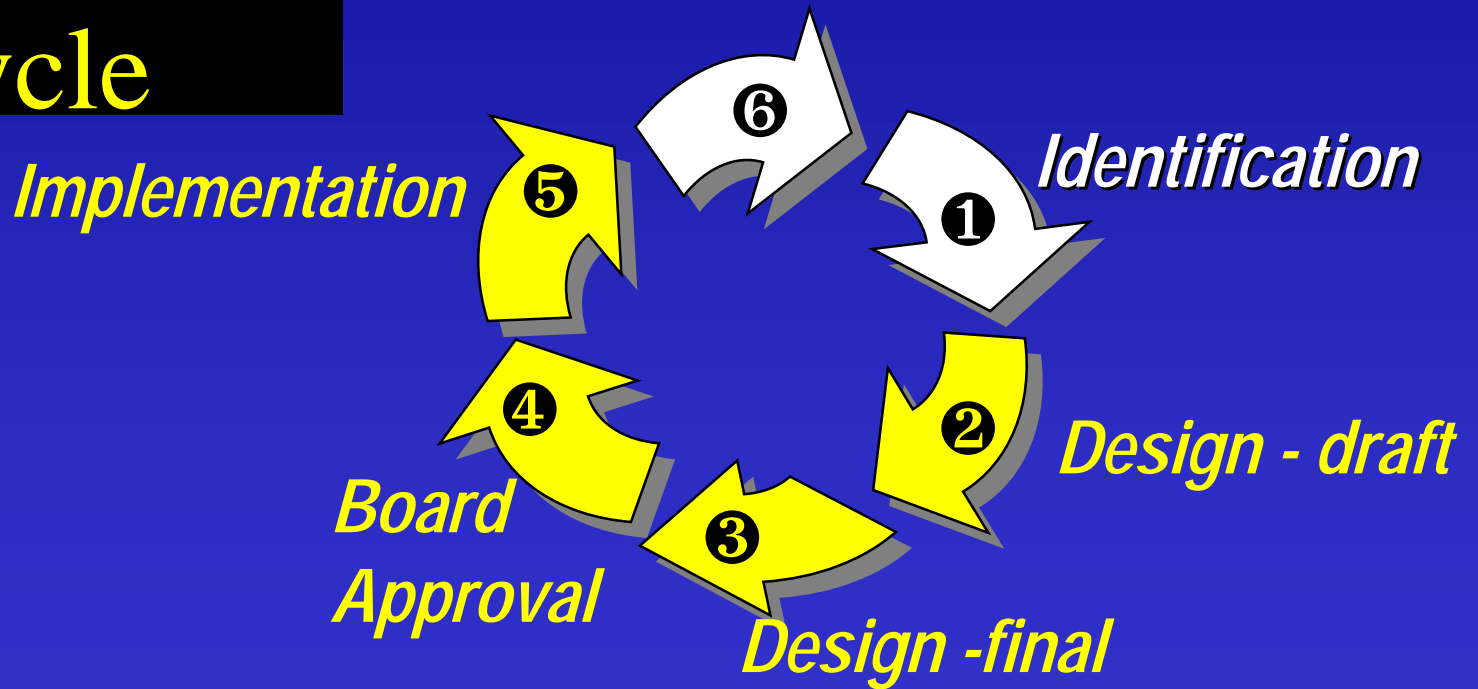 ycle
❻
Identification
❶
Implementation
❺
❷
Design - draft
❹
Board
Approval
❸
Design -final